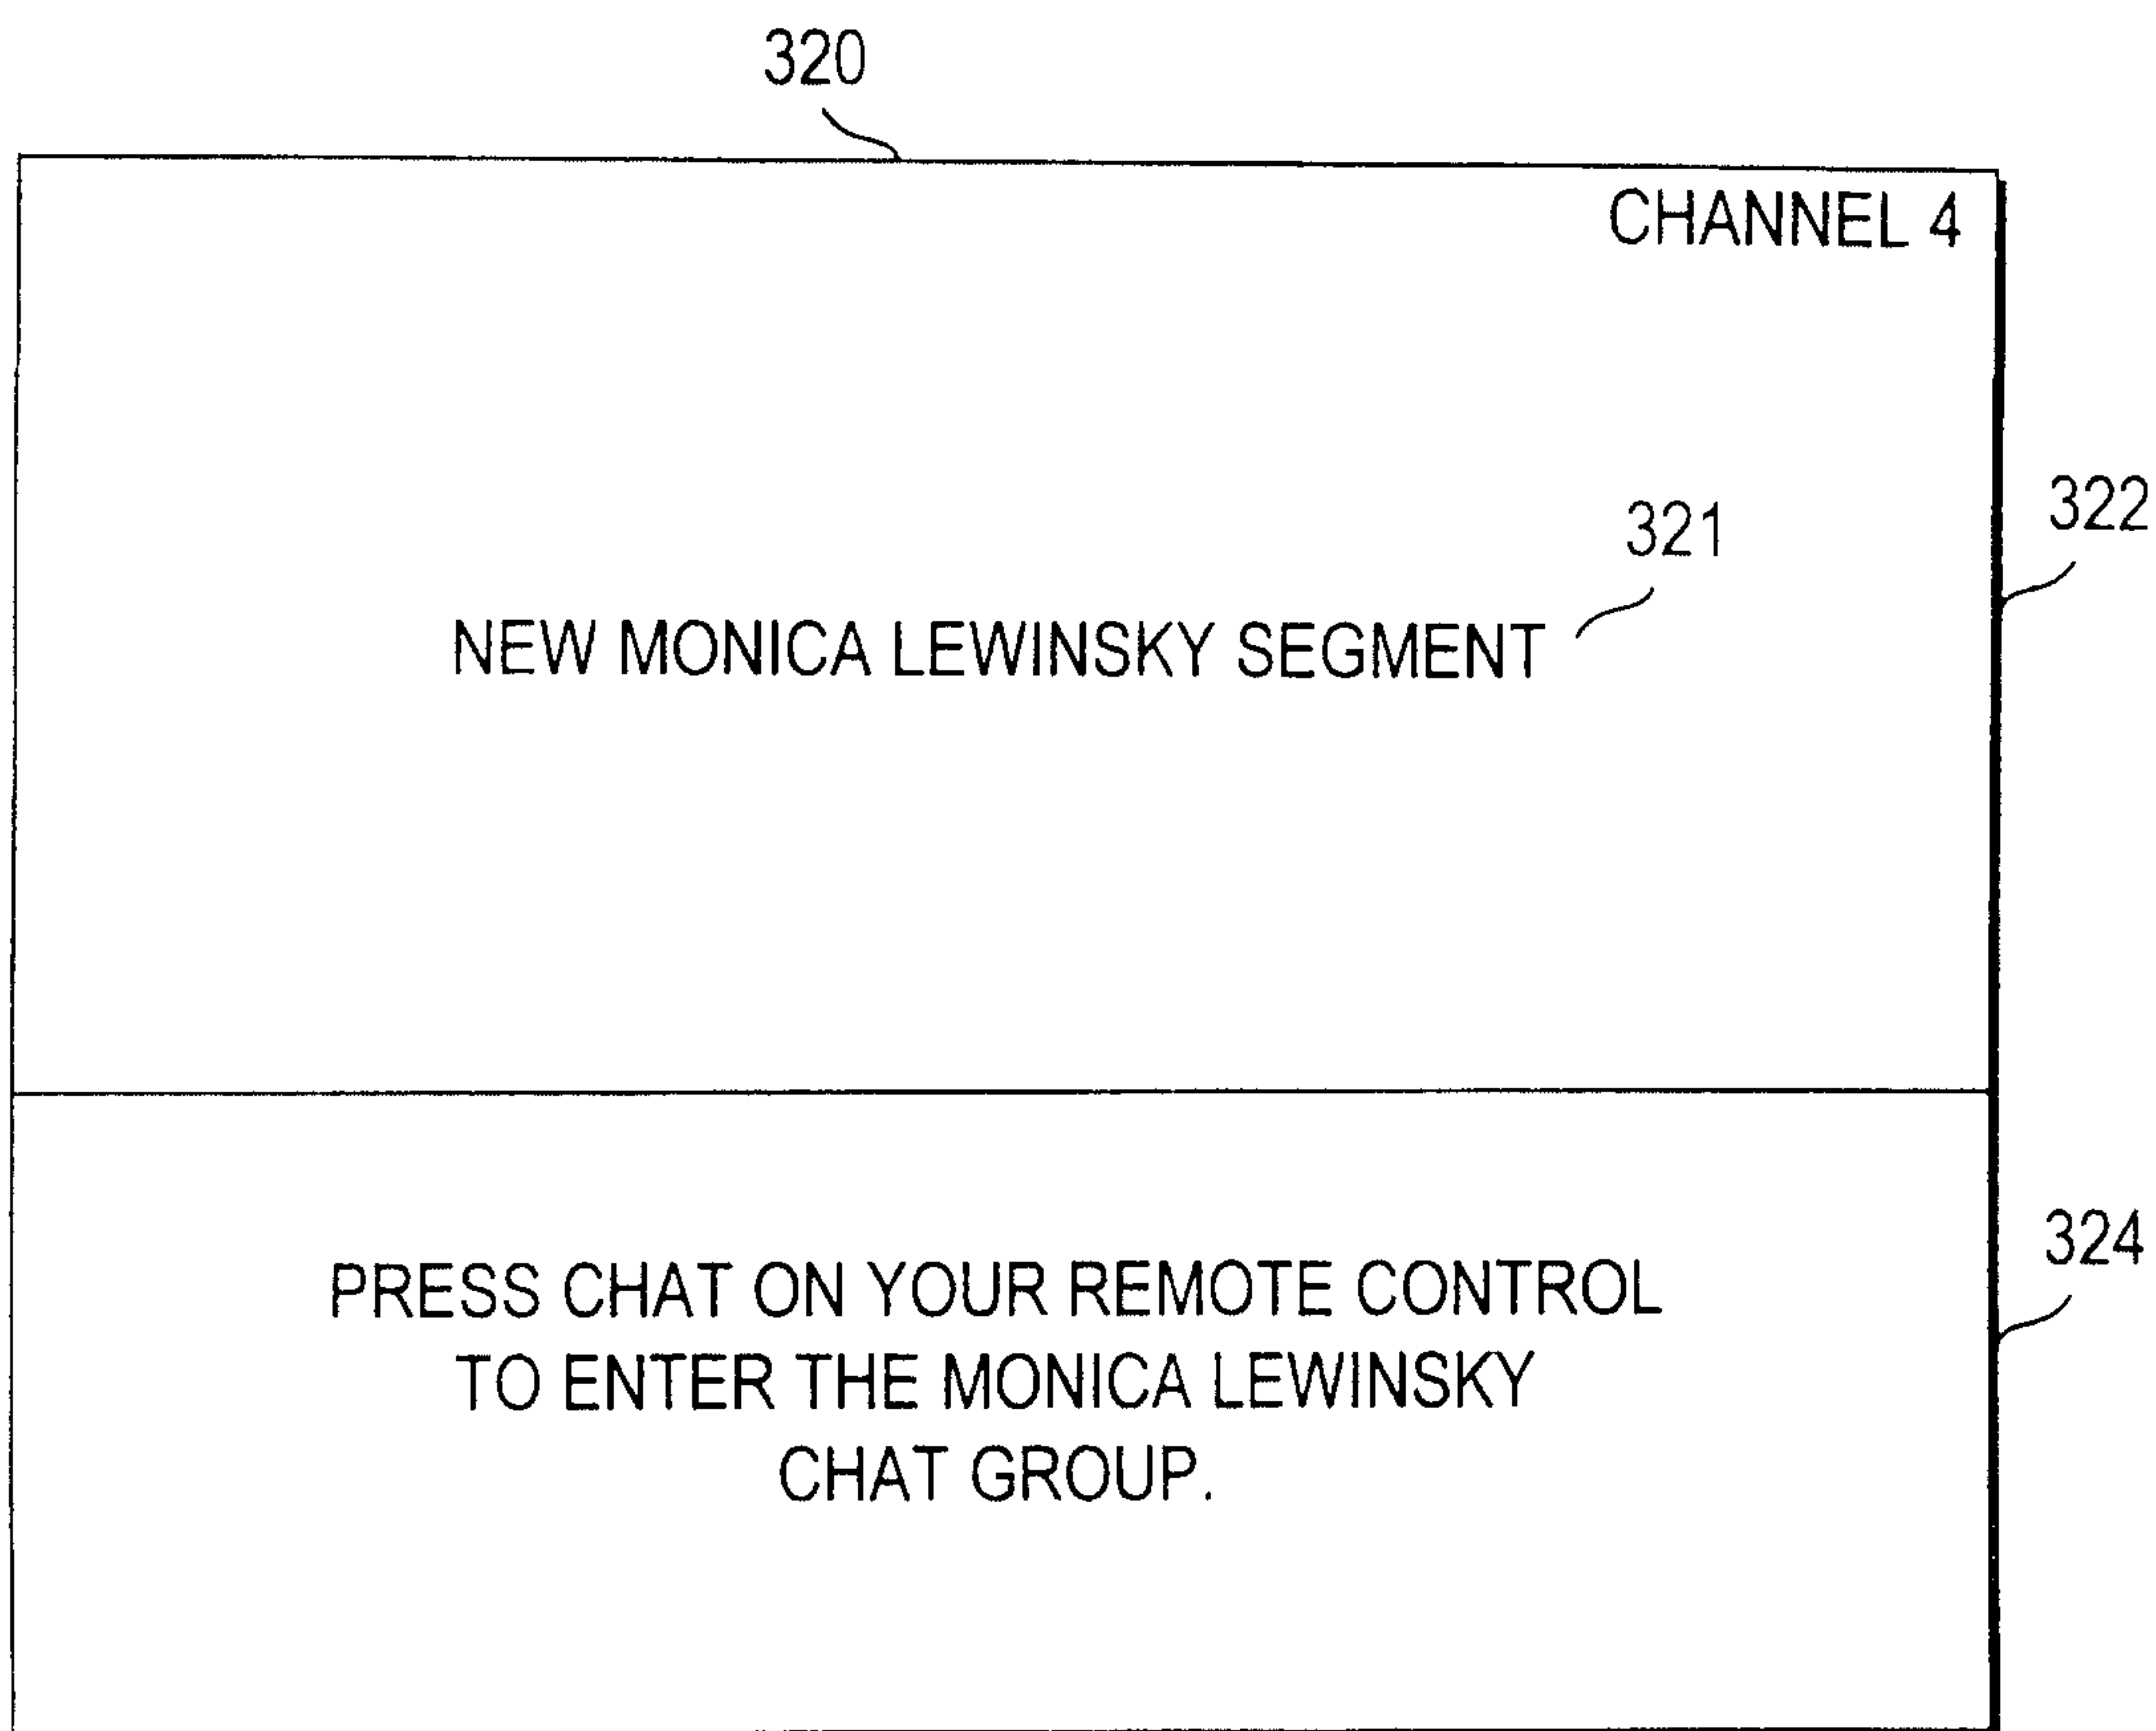 320
CHANNEL 4
322
321
NEW MONICA LEWINSKY SEGMENT
324
PRESS CHAT ON YOUR REMOTE CONTROL
TO ENTER THE MONICA LEWINSKY
CHAT GROUP.